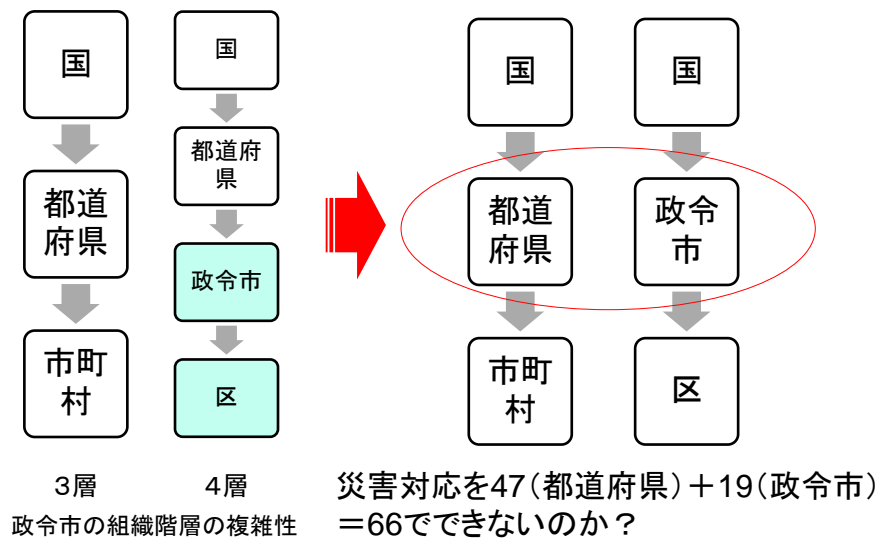 国
都道
府県
市町
村
3層
国
都道府
県
政令市
区
4層
政令市の組織階層の複雑性
国
都道
府県
市町
村
国
政令
市
区
災害対応を47(都道府県)+19(政令市)
=66でできないのか?